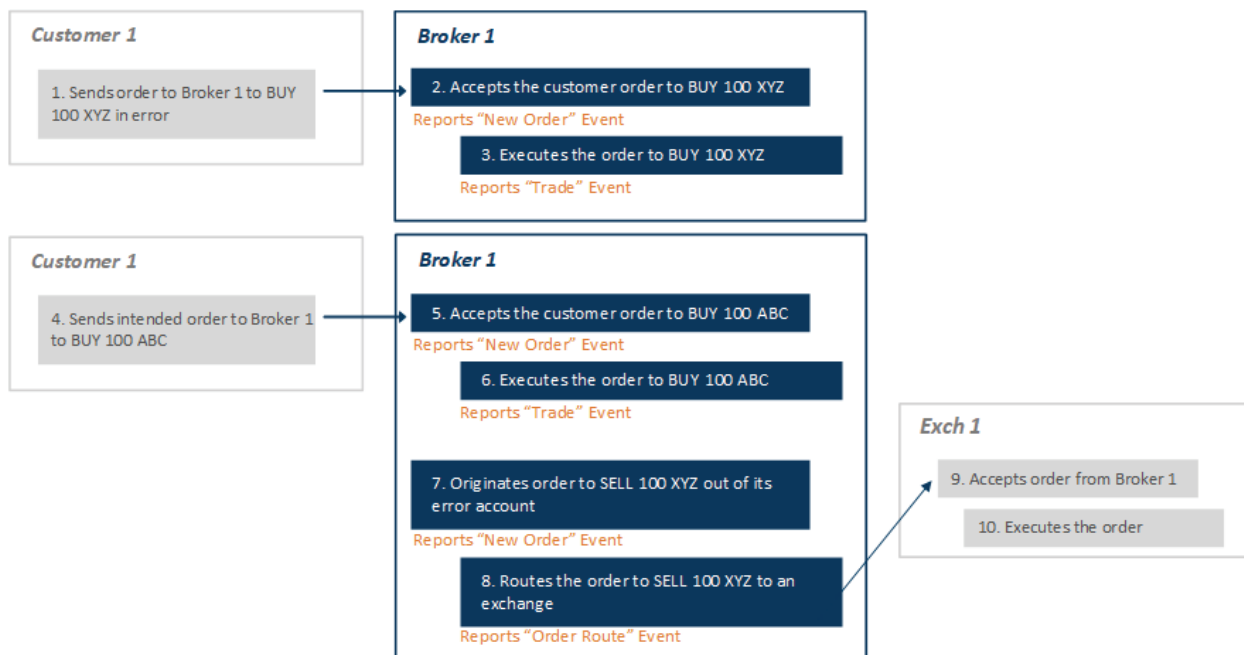 Customer 1
1. Sends order to Broker 1 to BUY
100 XYZ in error
Broker 1
2. Accepts the customer order to BUY 100 XYZ
Reports “New Order” Event
3. Executes the order to BUY 100 XYZ
Reports “Trade” Event
Customer 1
4. Sends intended order to Broker 1
to BUY 100 ABC
Broker 1
5. Accepts the customer order to BUY 100 ABC
Reports “New Order” Event
6. Executes the order to BUY 100 ABC
Reports “Trade” Event
7. Originates order to SELL 100 XYZ out of its
error account
Reports “New Order” Event
8. Routes the order to SELL 100 XYZ to an
exchange
Reports “Order Route” Event
Exch 1
9. Accepts order from Broker 1
10. Executes the order